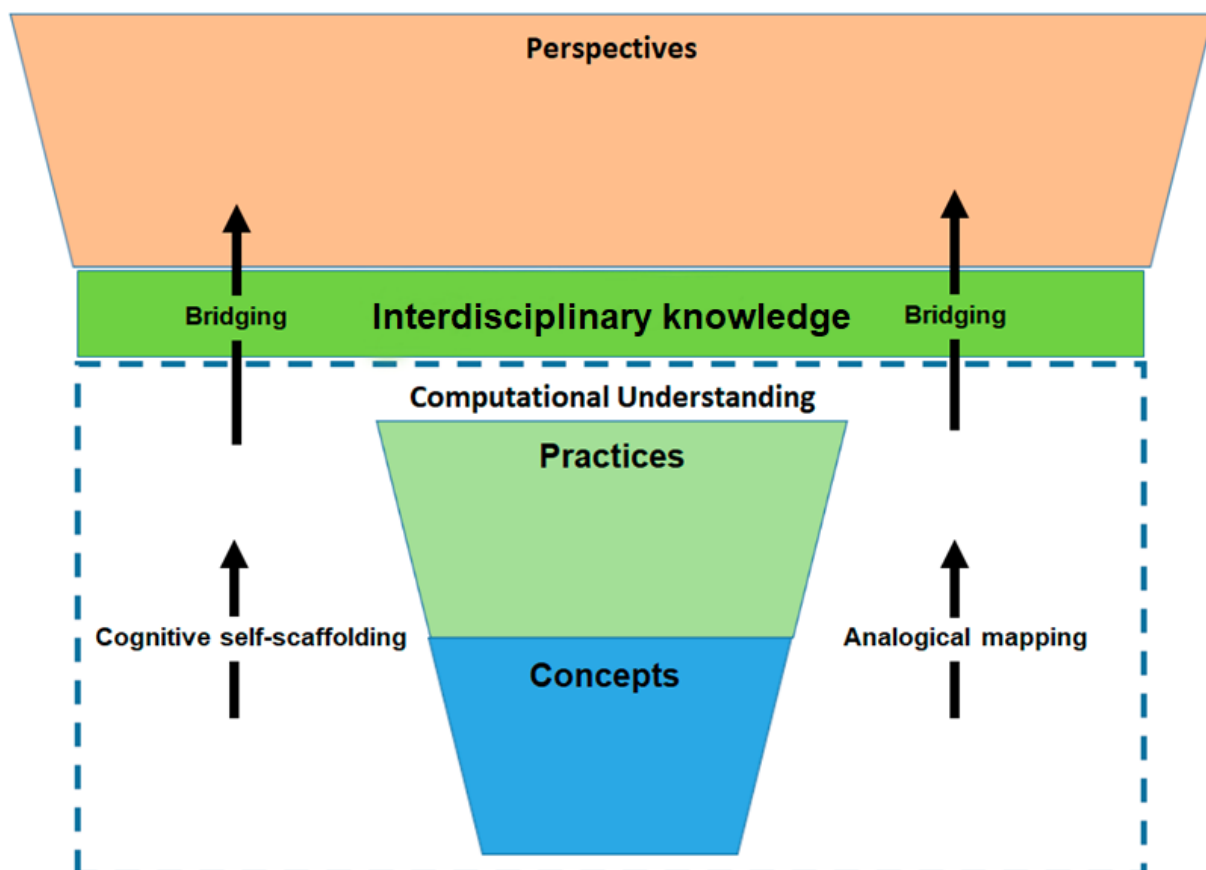 Perspectives
Bridging
Interdisciplinary knowledge
Bridging
Computational Understanding
Practices
Cognitive self-scaffolding
Analogical mapping
Concepts